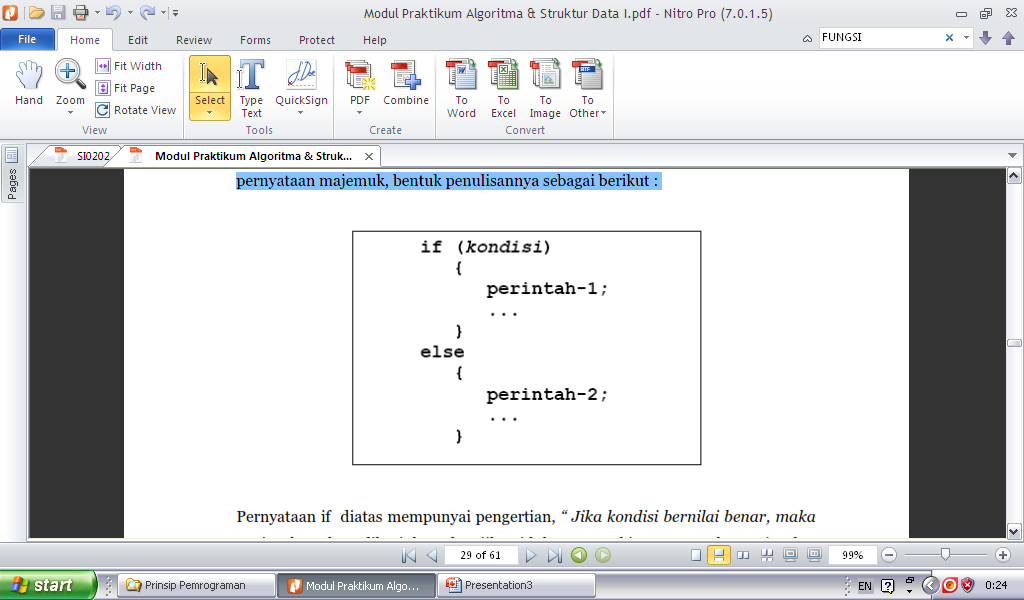 Modul Praktikum Algoritma & Struktur Data I.pdf - Nitro Pro (7.0.1.5)
File Home Edit Review Forms Protect Help FUNGSI
Hand Zoom Fit Width Fit Page Rotate View
View
Select Type Text QuickSign
Tools
PDF Combine
Create
To Word To Excel To Image To Other
Convert
SI0202 Modul Praktikum Algoritma & Struk...
Pages
pernyataan majemuk, bentuk penulisannya sebagai berikut :
if (kondisi)
{
perintah-1;
...
}
else
{
perintah-2;
...
}
Pernyataan if diatas mempunyai pengertian, “ Jika kondisi bernilai benar, maka
29 of 61 99%
start Prinsip Pemrograman Modul Praktikum Algo... Presentation3 EN 0:24